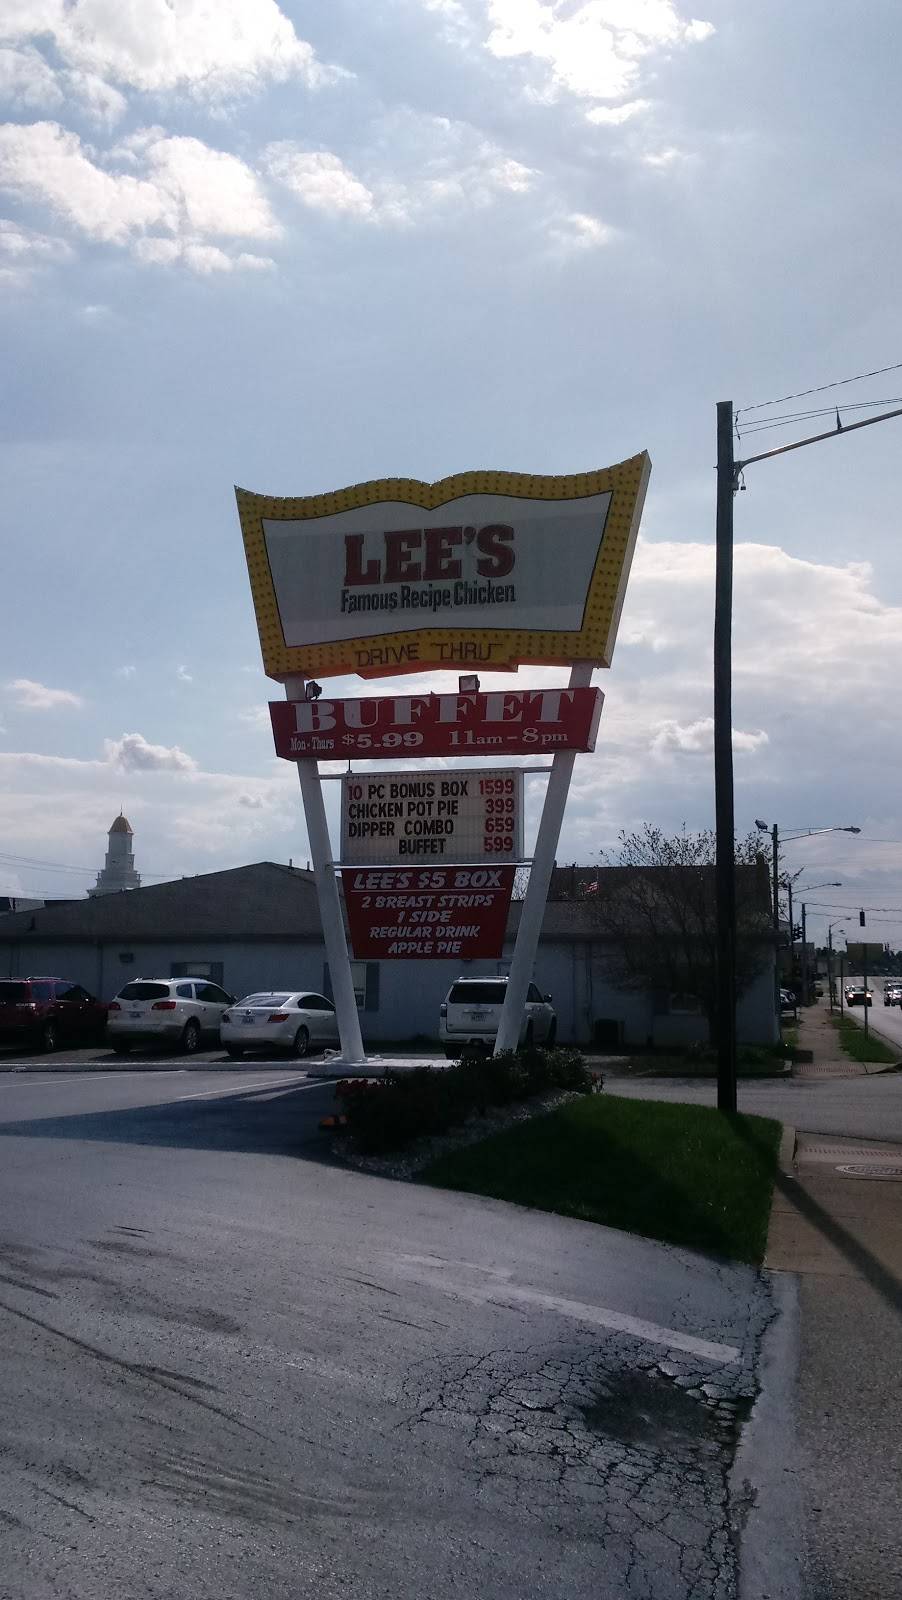 LEE'S
Famous Recipe Chicken
DRIVE THRU
BUFFET
Mon - Thurs $5.99 11am - 8pm
10 PC BONUS BOX 1599
CHICKEN POT PIE 399
DIPPER COMBO 659
BUFFET 599
LEE'S $5 BOX
2 BREAST STRIPS
1 SIDE
REGULAR DRINK
APPLE PIE